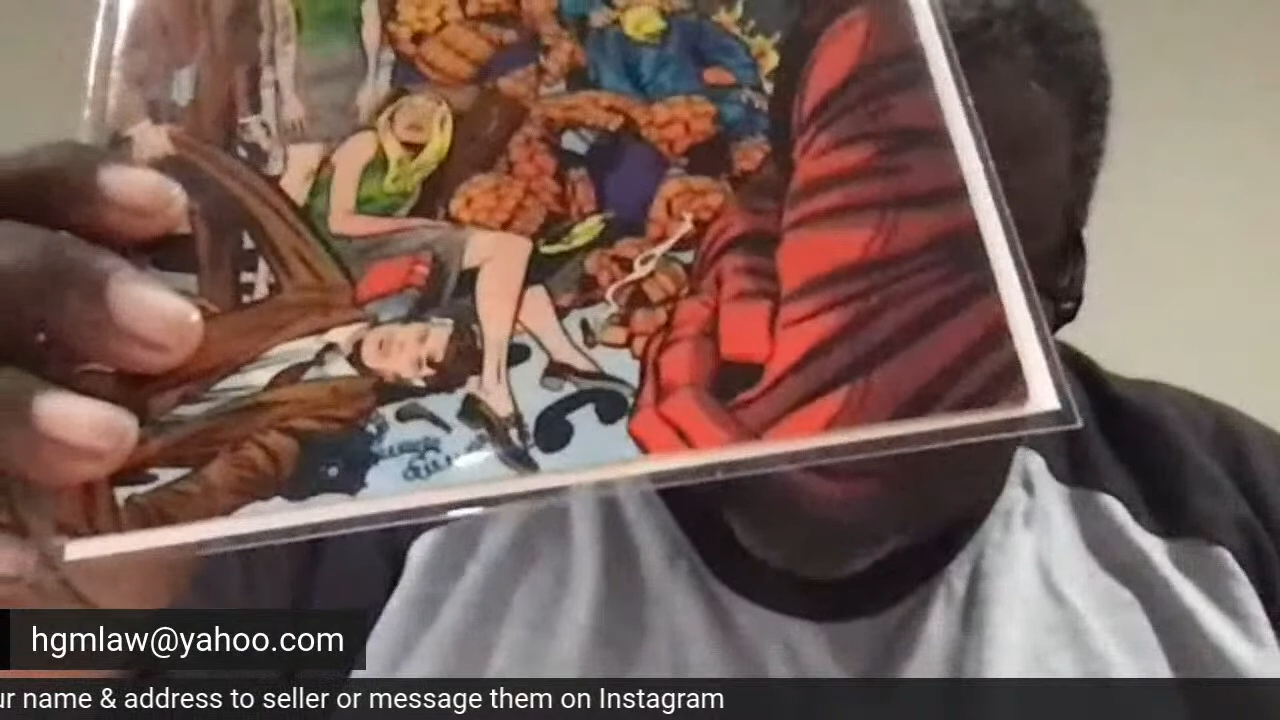 hgmlaw@yahoo.com
ur name & address to seller or message them on Instagram